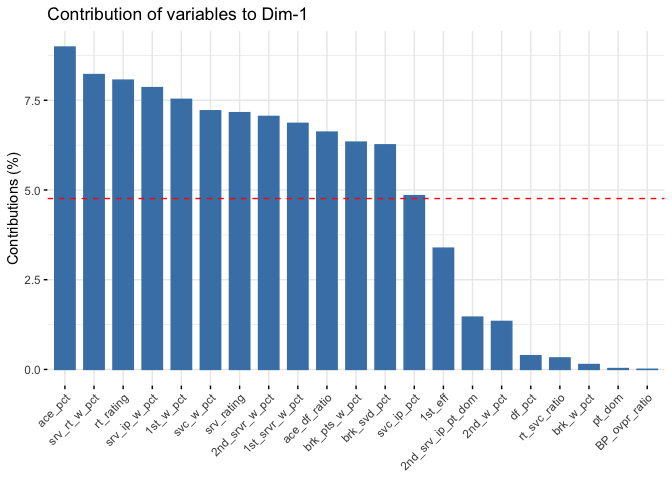 Contribution of variables to Dim-1
Contributions (%)
7.5
5.0
2.5
0.0
ace_pct
srv_rt_w_pct
rt_rating
srv_ip_w_pct
1st_w_pct
svc_w_pct
srv_rating
2nd_srvr_w_pct
1st_srvr_w_pct
ace_df_ratio
brk_pts_w_pct
brk_svd_pct
svc_ip_pct
1st_eff
2nd_srv_ip_pt_dom
2nd_w_pct
df_pct
rt_svc_ratio
brk_w_pct
pt_dom
BP_ovpr_ratio